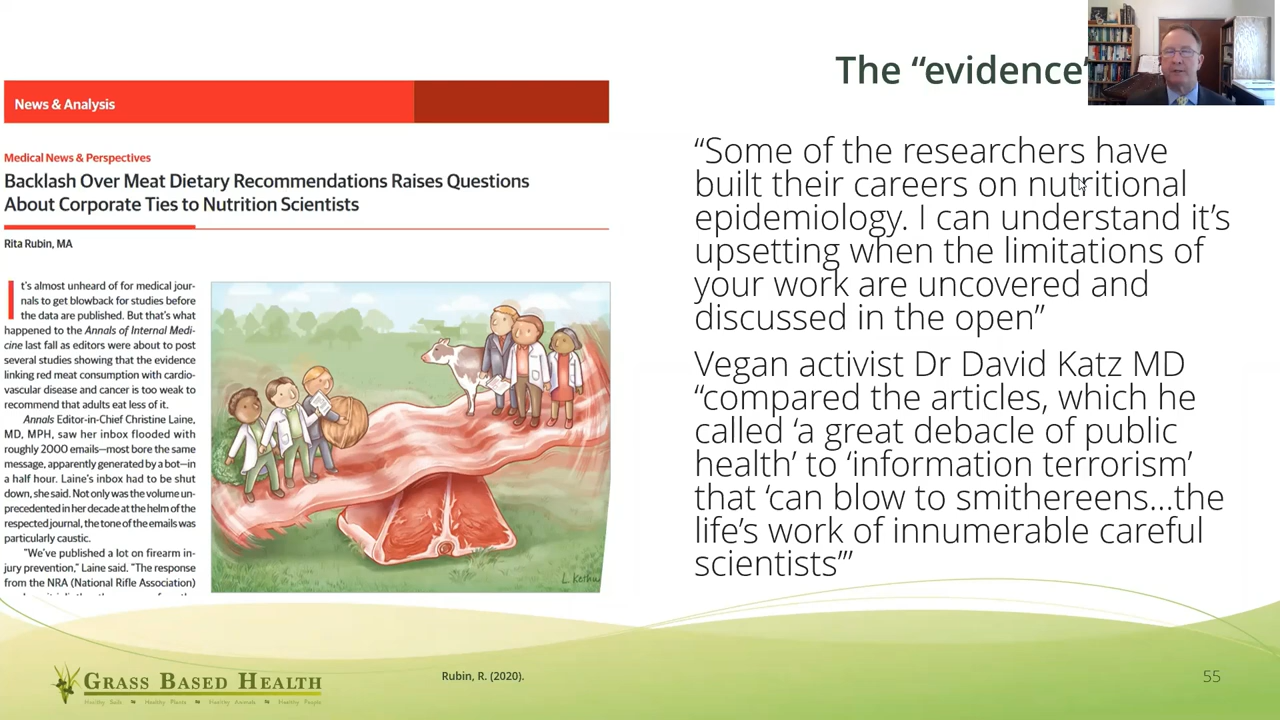 The “evidence”
News & Analysis
Medical News & Perspectives
Backlash Over Meat Dietary Recommendations Raises Questions
About Corporate Ties to Nutrition Scientists
Rita Rubin, MA
It’s almost unheard of for medical jour-
nals to get blowback for studies before
the data are published. But that’s what
happened to the Annals of Internal Medi-
cine last fall as editors were about to post
several studies showing that the evidence
linking red meat consumption with cardio-
vascular disease and cancer is too weak to
recommend that adults eat less of it.
Annals Editor-in-Chief Christine Laine,
MD, MPH, saw her inbox flooded with
roughly 2000 emails—most bore the same
message, apparently generated by a bot—in
a half hour. Laine’s inbox had to be shut
down, she said. Not only was the volume un-
precedented in her decade at the helm of the
respected journal, the tone of the emails was
particularly caustic.
“We’ve published a lot on firearm in-
jury prevention,” Laine said. “The response
from the NRA (National Rifle Association)
“Some of the researchers have
built their careers on nutritional
epidemiology. I can understand it’s
upsetting when the limitations of
your work are uncovered and
discussed in the open”
Vegan activist Dr David Katz MD
“compared the articles, which he
called ‘a great debacle of public
health’ to ‘information terrorism’
that ‘can blow to smithereens...the
life’s work of innumerable careful
scientists’”
GRASS BASED HEALTH
Healthy Soils Healthy Plants Healthy Animals Healthy People
Rubin, R. (2020).
55